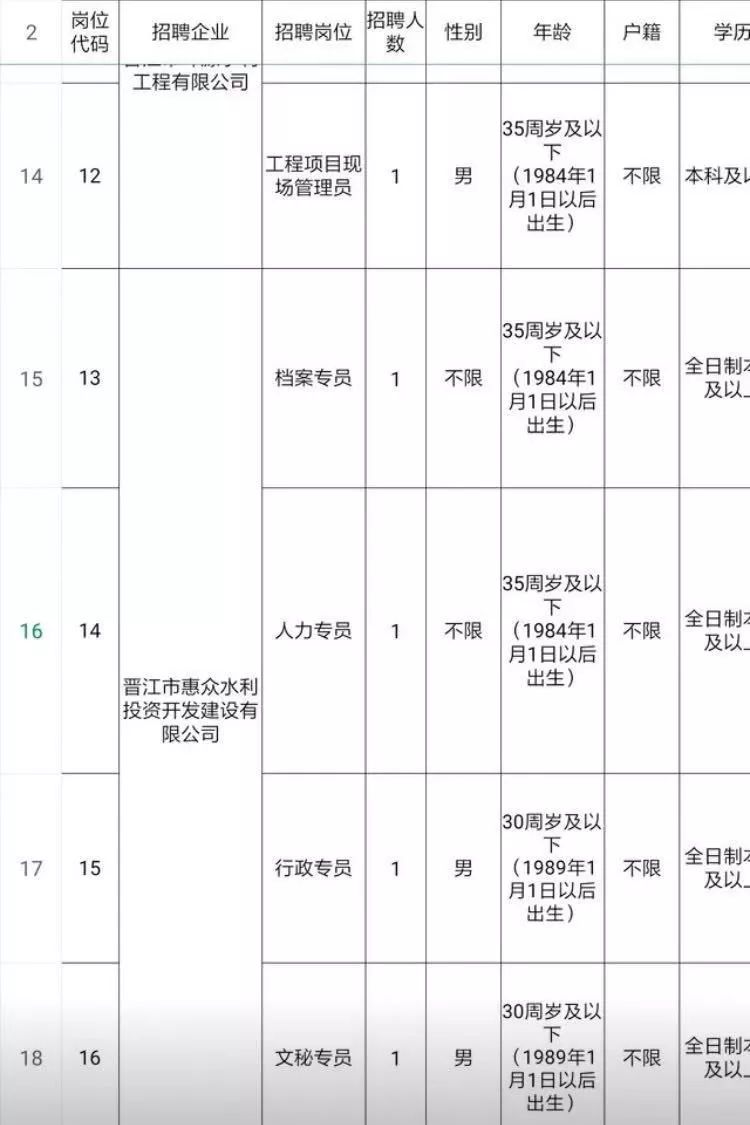 2
岗位
代码
招聘企业
招聘岗位
招聘人
数
性别
年龄
户籍
学历
工程有限公司
14
12
工程项目现
场管理员
1
男
35周岁及以
下
（1984年1
月1日以后
出生）
不限
本科及以
15
13
档案专员
1
不限
35周岁及以
下
（1984年1
月1日以后
出生）
不限
全日制本
及以上
16
14
人力专员
1
不限
35周岁及以
下
（1984年1
月1日以后
出生）
不限
全日制本
及以上
晋江市惠众水利
投资开发建设有
限公司
17
15
行政专员
1
男
30周岁及以
下
（1989年1
月1日以后
出生）
不限
全日制本
及以上
18
16
文秘专员
1
男
30周岁及以
下
（1989年1
月1日以后
出生）
不限
全日制本
及以上